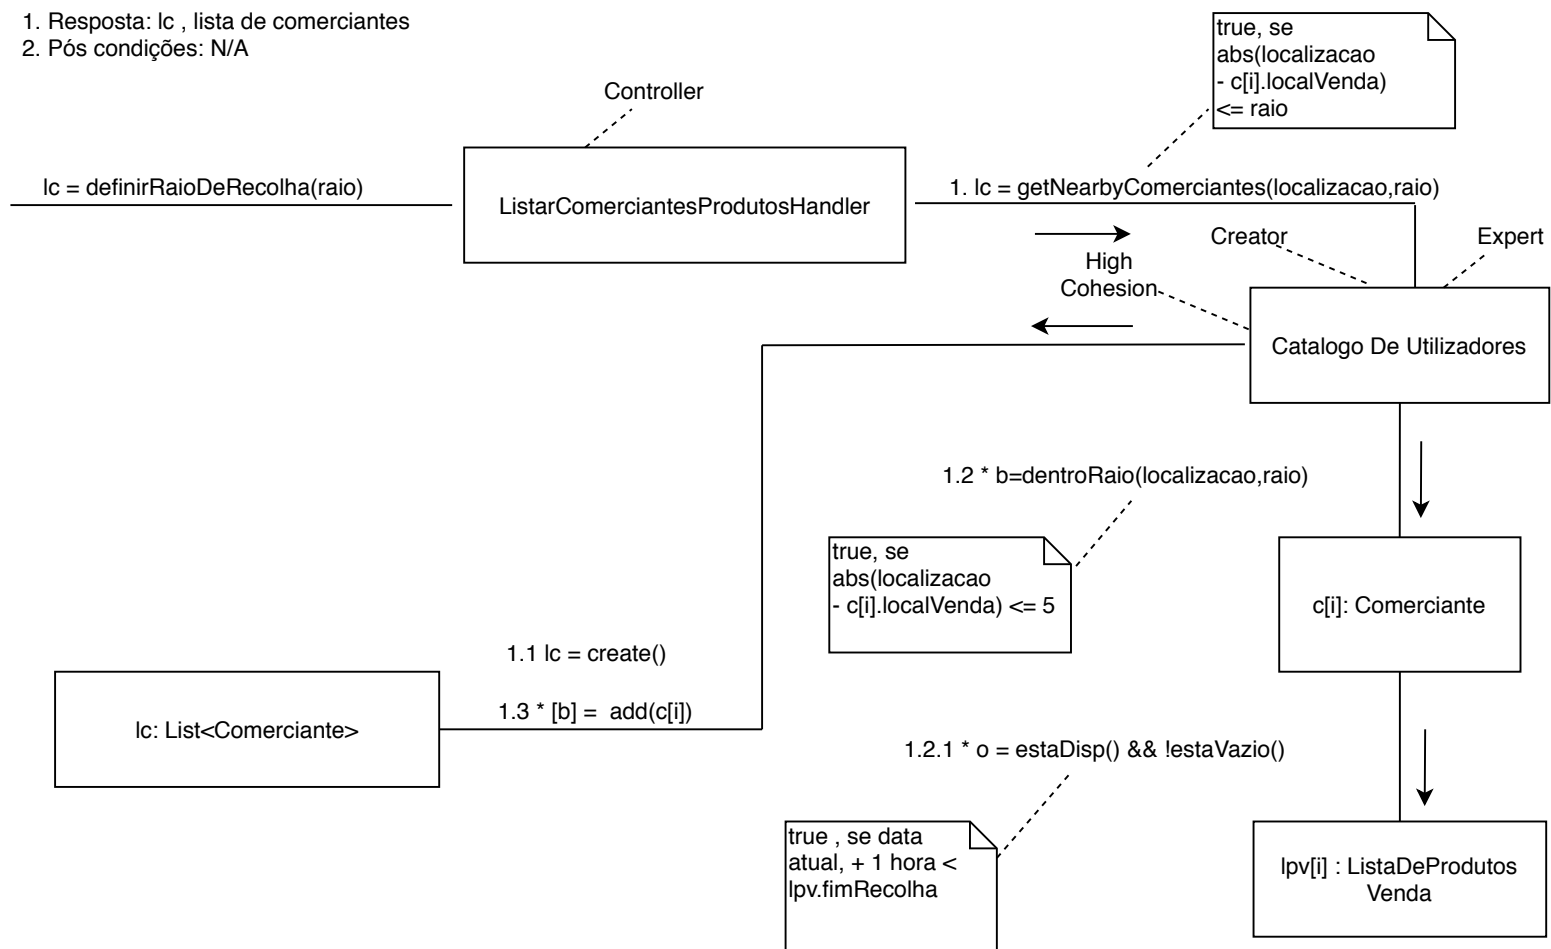 1. Resposta: lc , lista de comerciantes
2. Pós condições: N/A
true, se
abs(localizacao
- c[i].localVenda)
<= raio
Controller
lc = definirRaioDeRecolha(raio)
ListarComerciantesProdutosHandler
1. lc = getNearbyComerciantes(localizacao,raio)
Creator
Expert
High
Cohesion
Catalogo De Utilizadores
1.2 * b=dentroRaio(localizacao,raio)
true, se
abs(localizacao
- c[i].localVenda) <= 5
c[i]: Comerciante
1.1 lc = create()
1.3 * [b] =  add(c[i])
lc: List<Comerciante>
1.2.1 * o = estaDisp() && !estaVazio()
true , se data
atual, + 1 hora <
lpv.fimRecolha
lpv[i] : ListaDeProdutos
Venda